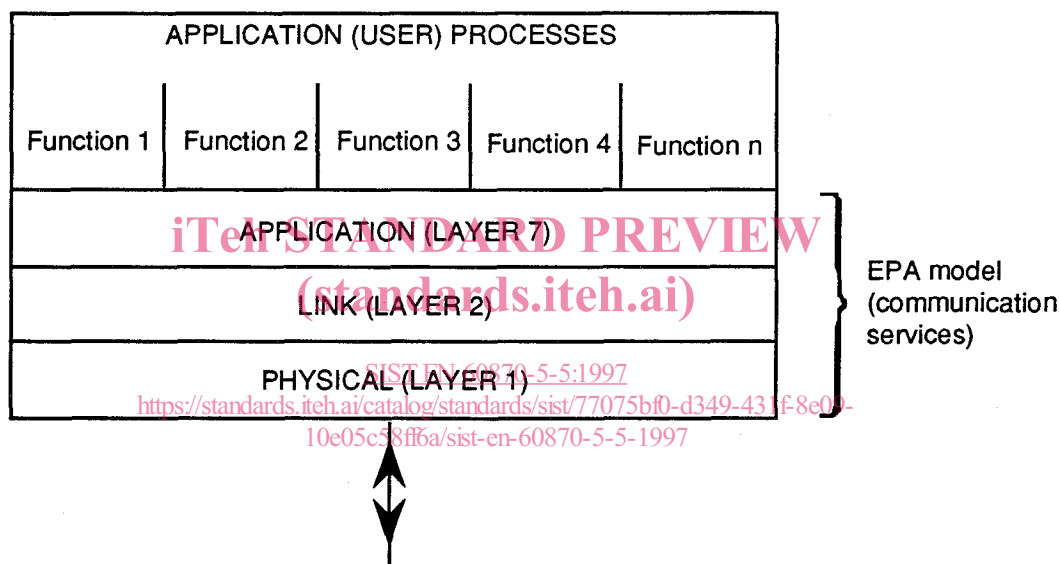 APPLICATION (USER) PROCESSES
Function 1
Function 2
Function 3
Function 4
Function n
iTeh STANDARD PREVIEW
APPLICATION (LAYER 7)
(standards.iteh.ai)
LINK (LAYER 2)
EPA model
(communication
services)
SIST EN 60870-5-5:1997
PHYSICAL (LAYER 1)
https://standards.iteh.ai/catalog/standards/sist/77075bf0-d349-431f-8e09-
10e05c58ff6a/sist-en-60870-5-5-1997